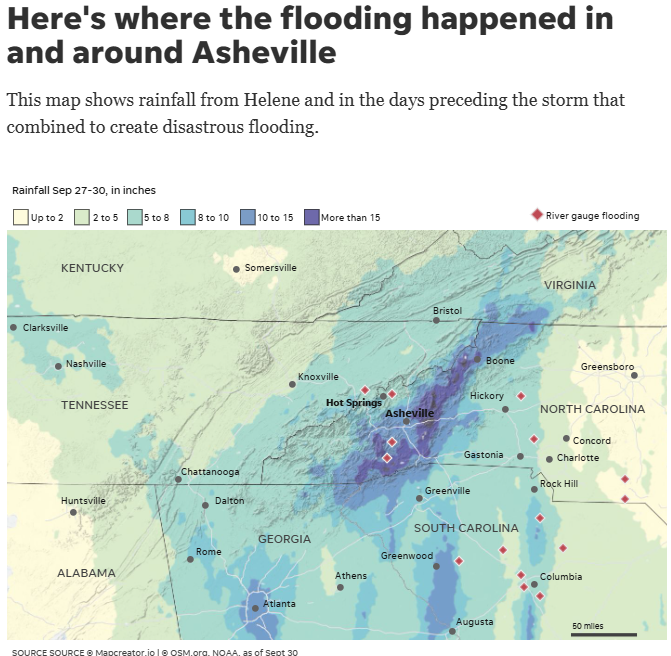 Here's where the flooding happened in
and around Asheville
This map shows rainfall from Helene and in the days preceding the storm that
combined to create disastrous flooding.
Rainfall Sep 27-30, in inches
Up to 2 2 to 5 5 to 8 8 to 10 10 to 15 More than 15 River gauge flooding
KENTUCKY
Somersville
VIRGINIA
Bristol
Clarksville
Nashville
Boone
Greensboro
Knoxville
TENNESSEE
Hot Springs
Hickory
Asheville
NORTH CAROLINA
Concord
Gastonia
Charlotte
Chattanooga
Rock Hill
Greenville
Huntsville
Dalton
SOUTH CAROLINA
GEORGIA
Rome
Greenwood
ALABAMA
Athens
Columbia
Atlanta
Augusta
50 miles
SOURCE SOURCE © Mapcreator.io | © OSM.org, NOAA, as of Sept 30